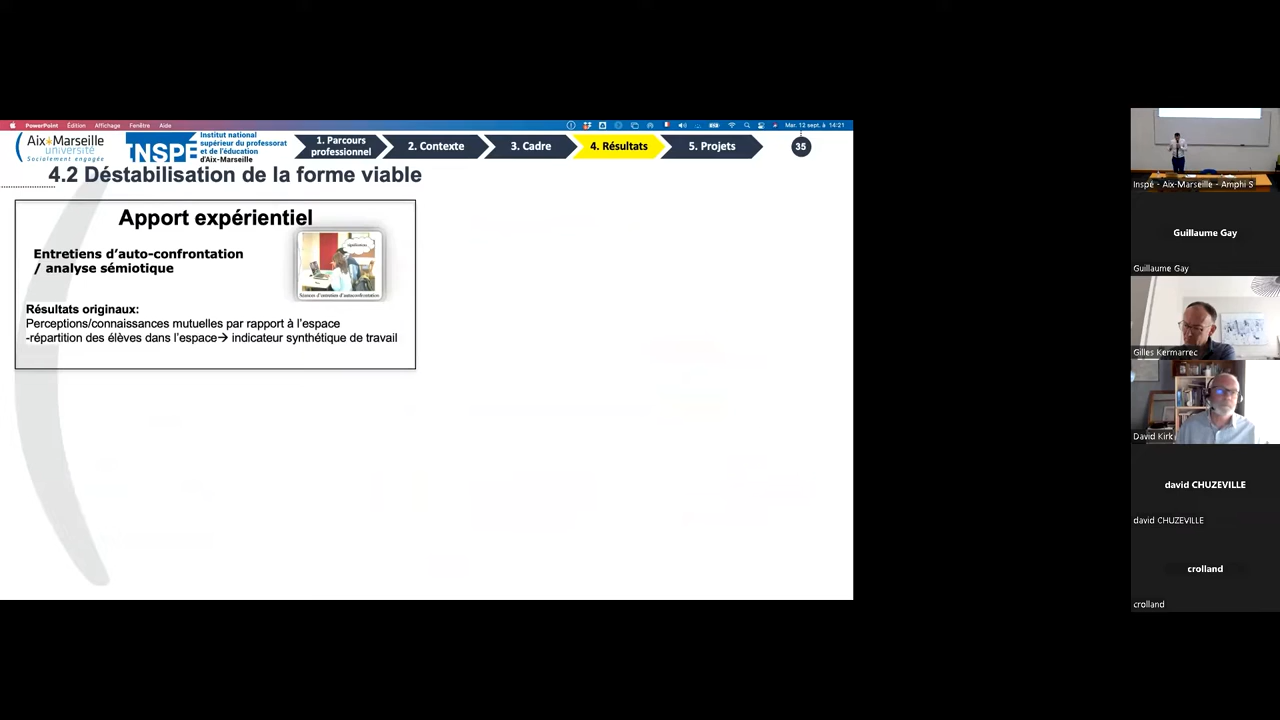 PowerPoint Édition Affichage Fenêtre Aide
Mar. 12 sept. à 14:21
Aix*Marseille
université
Socialement engagée
INSPÉ
Institut national
supérieur du professorat
et de l'éducation
d'Aix-Marseille
1. Parcours
professionnel
2. Contexte
3. Cadre
4. Résultats
5. Projets
35
4.2 Déstabilisation de la forme viable
Apport expérientiel
Entretiens d'auto-confrontation
/ analyse sémiotique
Séances d'entretien d'autoconfrontation
Résultats originaux:
Perceptions/connaissances mutuelles par rapport à l'espace
-répartition des élèves dans l'espace→ indicateur synthétique de travail
Inspé - Aix-Marseille - Amphi S
Guillaume Gay
Guillaume Gay
Gilles Kermarrec
David Kirk
david CHUZEVILLE
david CHUZEVILLE
crolland
crolland